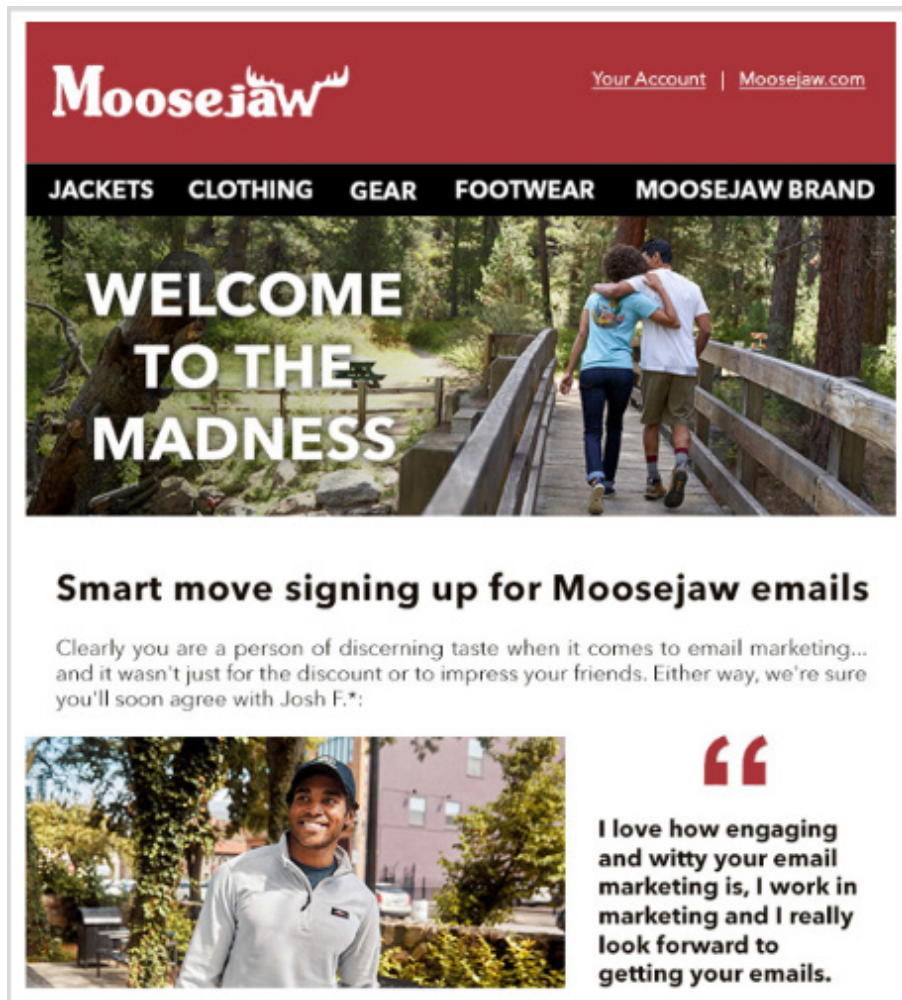 Moosejaw
Your Account | Moosejaw.com
JACKETS CLOTHING GEAR FOOTWEAR MOOSEJAW BRAND
WELCOME
TO THE
MADNESS
Smart move signing up for Moosejaw emails
Clearly you are a person of discerning taste when it comes to email marketing...
and it wasn't just for the discount or to impress your friends. Either way, we're sure
you'll soon agree with Josh F.*:
“
I love how engaging
and witty your email
marketing is, I work in
marketing and I really
look forward to
getting your emails.